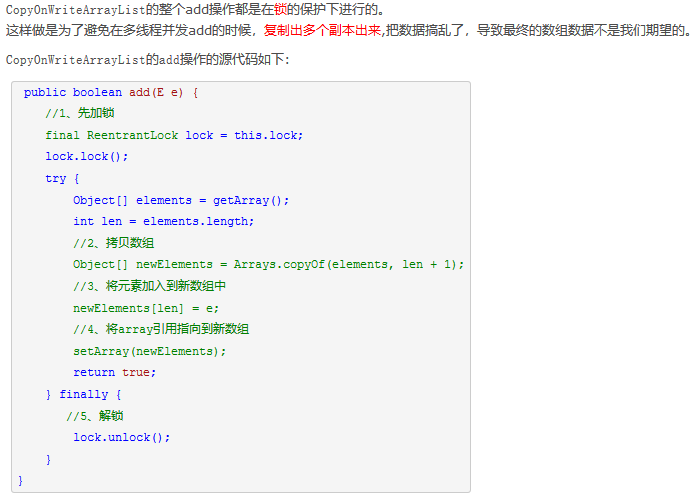 CopyOnWriteArrayList的整个add操作都是在锁的保护下进行的。
这样做是为了避免在多线程并发add的时候，复制出多个副本出来,把数据搞乱了，导致最终的数组数据不是我们期望的。
CopyOnWriteArrayList的add操作的源代码如下：
public boolean add(E e) {
    //1、先加锁
    final ReentrantLock lock = this.lock;
    lock.lock();
    try {
        Object[] elements = getArray();
        int len = elements.length;
        //2、拷贝数组
        Object[] newElements = Arrays.copyOf(elements, len + 1);
        //3、将元素加入到新数组中
        newElements[len] = e;
        //4、将array引用指向到新数组
        setArray(newElements);
        return true;
    } finally {
       //5、解锁
        lock.unlock();
    }
}